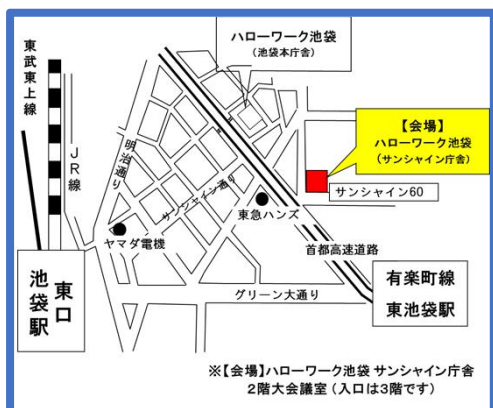 ハローワーク池袋
(池袋本庁舎)
東武東上線
JR線
明治通り
【会場】
ハローワーク池袋
(サンシャイン庁舎)
サンシャイン60
サンシャイン通り
東急ハンズ
ヤマダ電機
首都高速道路
池袋駅
東口
グリーン大通り
有楽町線
東池袋駅
※【会場】ハローワーク池袋 サンシャイン庁舎
2階大会議室(入口は3階です)